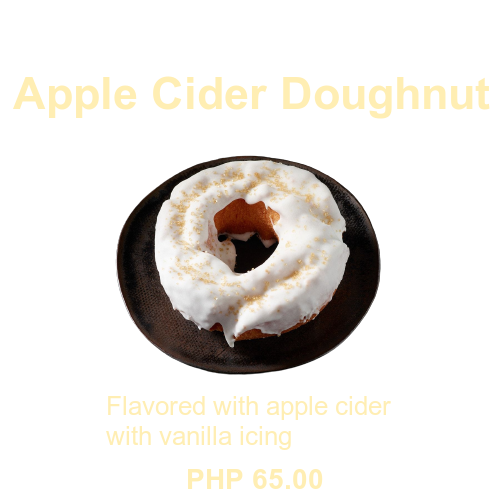 Apple Cider Doughnut
Flavored with apple cider
with vanilla icing
PHP 65.00